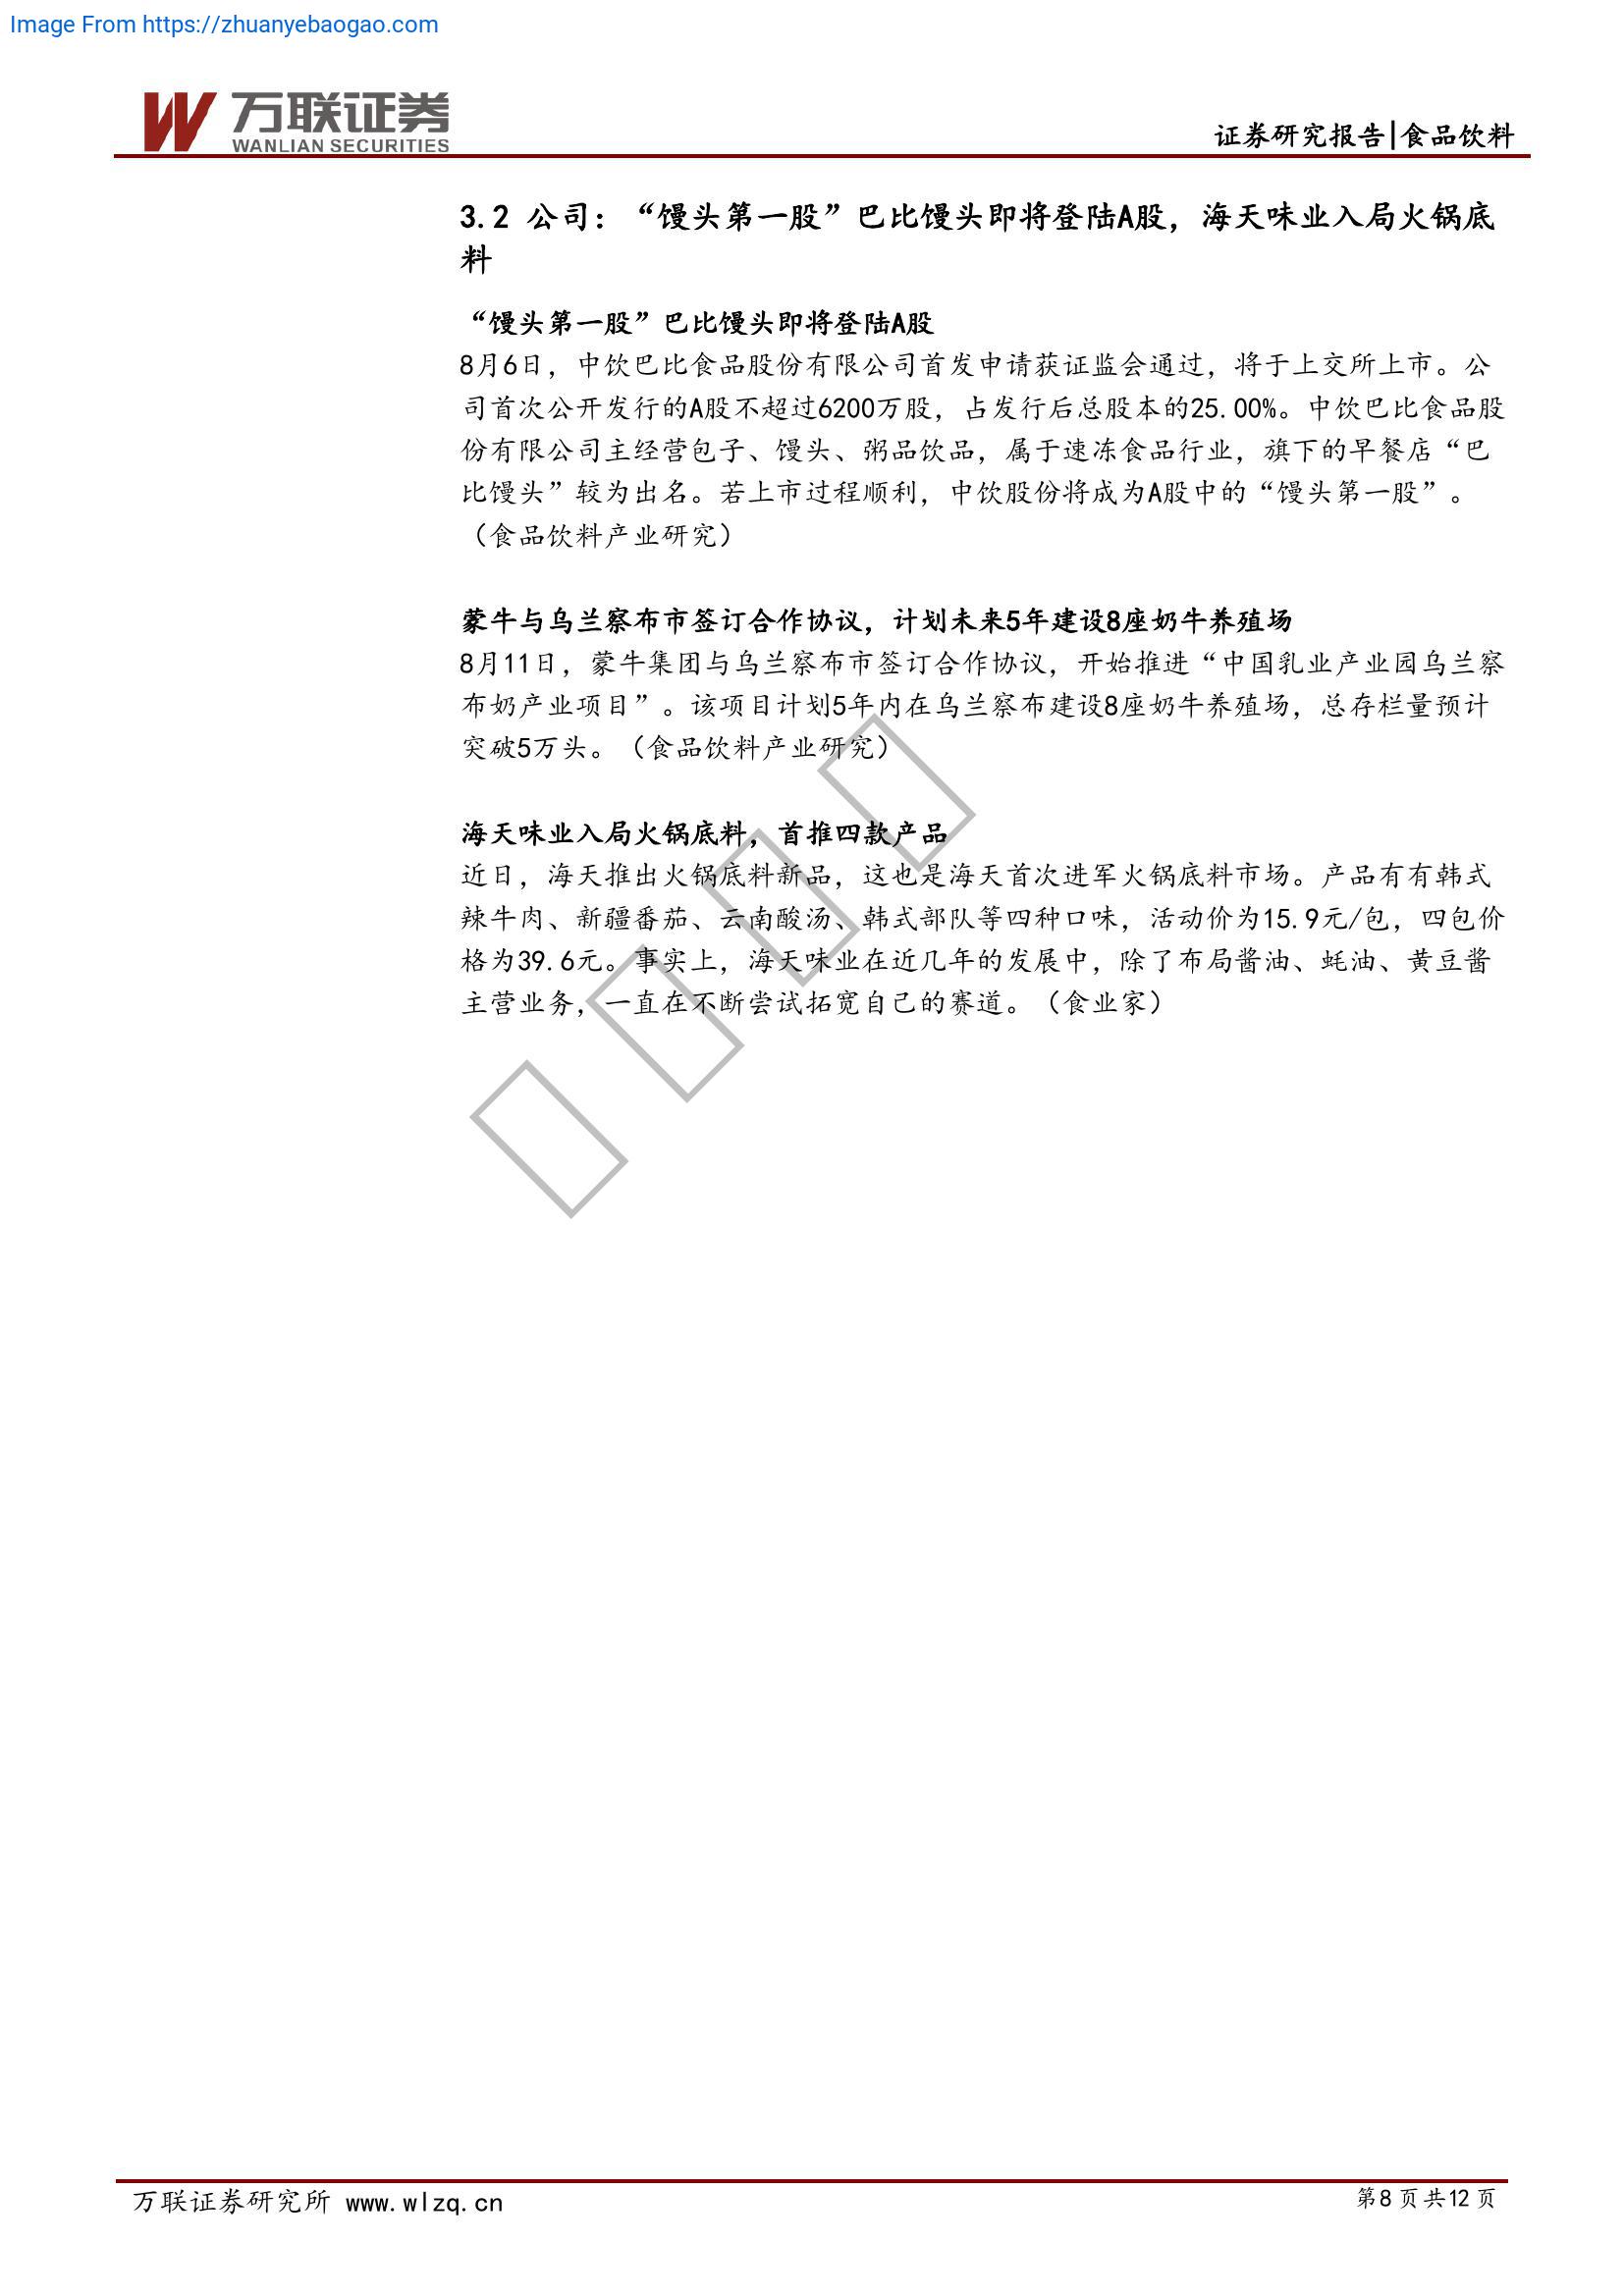 Image From https://zhuanyebaogao.com
万联证券
WANLIAN SECURITIES
证券研究报告|食品饮料
3.2 公司：“馒头第一股”巴比馒头即将登陆A股，海天味业入局火锅底
料
“馒头第一股”巴比馒头即将登陆A股
8月6日，中饮巴比食品股份有限公司首发申请获证监会通过，将于上交所上市。公
司首次公开发行的A股不超过6200万股，占发行后总股本的25.00%。中饮巴比食品股
份有限公司主经营包子、馒头、粥品饮品，属于速冻食品行业，旗下的早餐店“巴
比馒头”较为出名。若上市过程顺利，中饮股份将成为A股中的“馒头第一股”。
（食品饮料产业研究）
蒙牛与乌兰察布市签订合作协议，计划未来5年建设8座奶牛养殖场
8月11日，蒙牛集团与乌兰察布市签订合作协议，开始推进“中国乳业产业园乌兰察
布奶产业项目”。该项目计划5年内在乌兰察布建设8座奶牛养殖场，总存栏量预计
突破5万头。（食品饮料产业研究）
海天味业入局火锅底料，首推四款产品
近日，海天推出火锅底料新品，这也是海天首次进军火锅底料市场。产品有有韩式
辣牛肉、新疆番茄、云南酸汤、韩式部队等四种口味，活动价为15.9元/包，四包价
格为39.6元。事实上，海天味业在近几年的发展中，除了布局酱油、蚝油、黄豆酱
主营业务，一直在不断尝试拓宽自己的赛道。（食业家）
万联证券研究所 www.wlzq.cn
第8页共12页